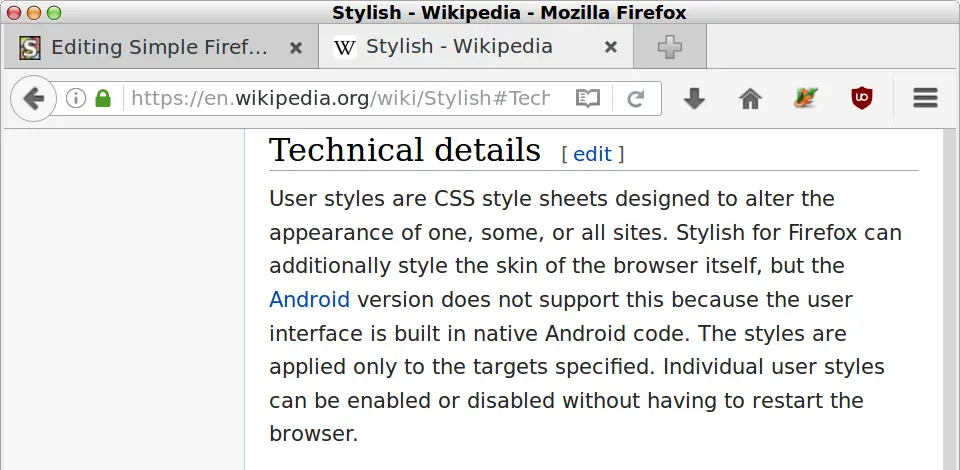 Stylish - Wikipedia - Mozilla Firefox
S Editing Simple Firef...
W Stylish - Wikipedia
https://en.wikipedia.org/wiki/Stylish#Tech
UO
Technical details [ edit ]
User styles are CSS style sheets designed to alter the
appearance of one, some, or all sites. Stylish for Firefox can
additionally style the skin of the browser itself, but the
Android version does not support this because the user
interface is built in native Android code. The styles are
applied only to the targets specified. Individual user styles
can be enabled or disabled without having to restart the
browser.